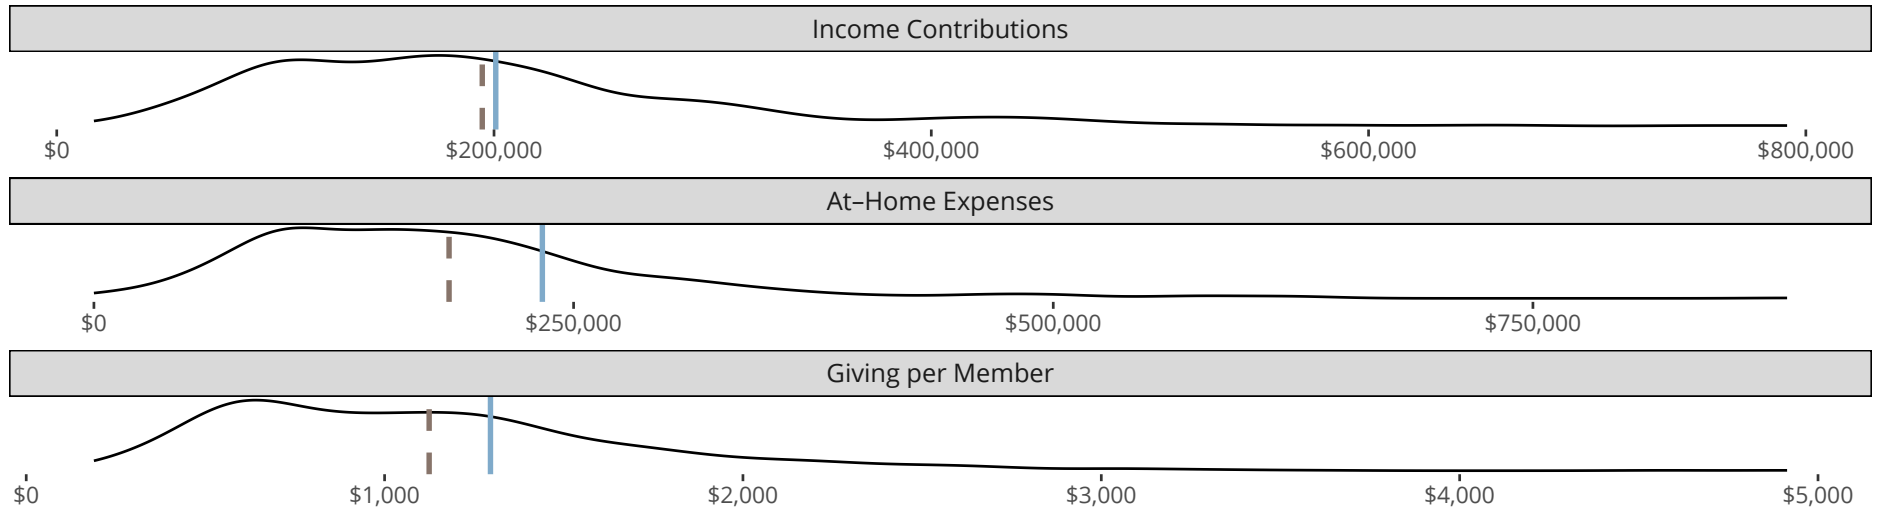 Income Contributions
$0 $200,000 $400,000 $600,000 $800,000
At–Home Expenses
$0 $250,000 $500,000 $750,000
Giving per Member
$0 $1,000 $2,000 $3,000 $4,000 $5,000